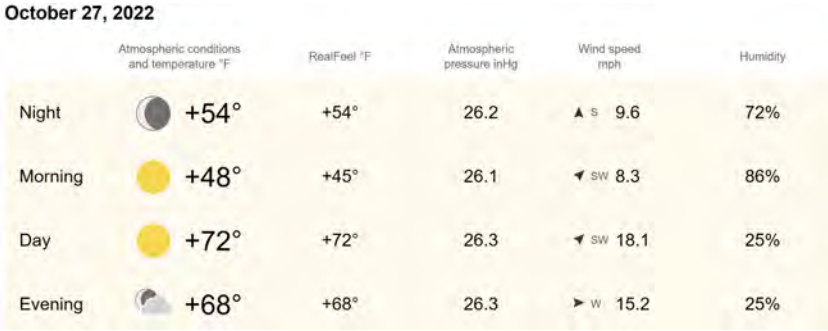 October 27, 2022
Atmospheric conditions and temperature °F RealFeel °F Atmospheric pressure inHg Wind speed mph Humidity
Night +54° +54° 26.2 S 9.6 72%
Morning +48° +45° 26.1 SW 8.3 86%
Day +72° +72° 26.3 SW 18.1 25%
Evening +68° +68° 26.3 W 15.2 25%